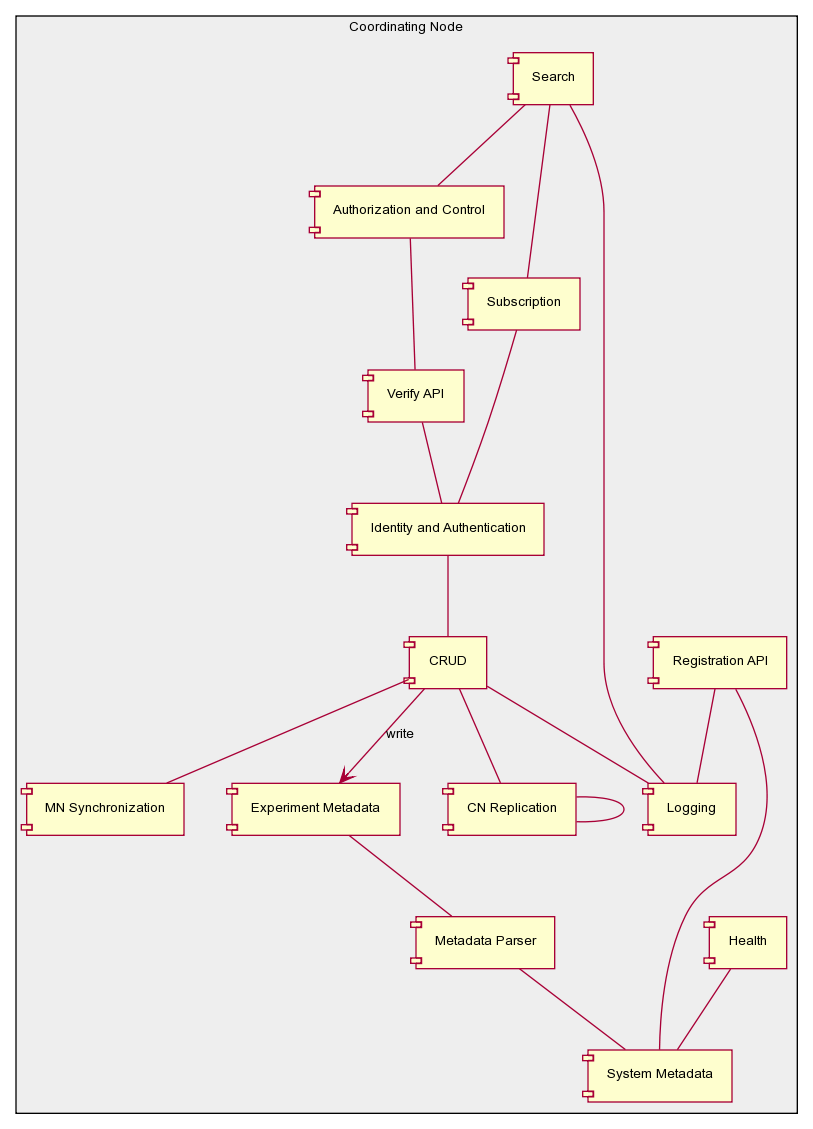 Coordinating Node
Search
Authorization and Control
Subscription
Verify API
Identity and Authentication
CRUD
Registration API
write
MN Synchronization
Experiment Metadata
CN Replication
Logging
Metadata Parser
Health
System Metadata